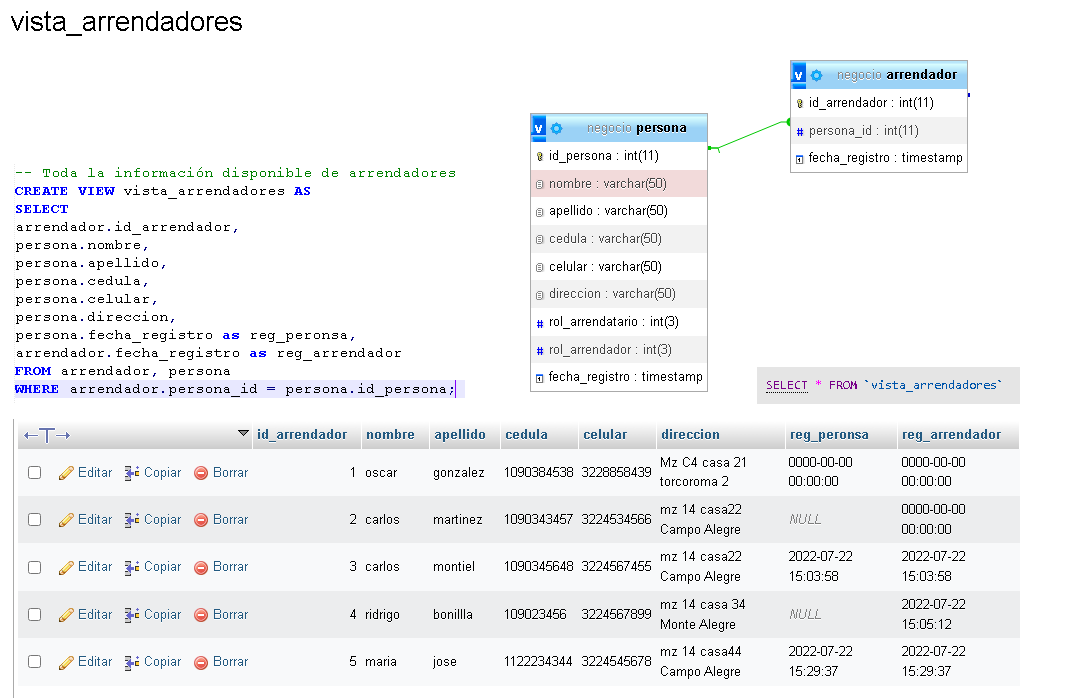 vista_arrendadores
negocio arrendador
id_arrendador : int(11)
persona_id : int(11)
fecha_registro : timestamp
negocio persona
id_persona : int(11)
nombre : varchar(50)
apellido : varchar(50)
cedula : varchar(50)
celular : varchar(50)
direccion : varchar(50)
rol_arrendatario : int(3)
rol_arrendador : int(3)
fecha_registro : timestamp
-- Toda la información disponible de arrendadores
CREATE VIEW vista_arrendadores AS
SELECT
arrendador.id_arrendador,
persona.nombre,
persona.apellido,
persona.cedula,
persona.celular,
persona.direccion,
persona.fecha_registro as reg_peronsa,
arrendador.fecha_registro as reg_arrendador
FROM arrendador, persona
WHERE arrendador.persona_id = persona.id_persona;
SELECT * FROM `vista_arrendadores`
id_arrendador nombre apellido cedula celular direccion reg_peronsa reg_arrendador
Editar Copiar Borrar 1 oscar gonzalez 1090384538 3228858439 Mz C4 casa 21 0000-00-00 0000-00-00
torcoroma 2 00:00:00 00:00:00
Editar Copiar Borrar 2 carlos martinez 1090343457 3224534566 mz 14 casa22 NULL 0000-00-00
Campo Alegre 00:00:00
Editar Copiar Borrar 3 carlos montiel 1090345648 3224567455 mz 14 casa22 2022-07-22 2022-07-22
Campo Alegre 15:03:58 15:03:58
Editar Copiar Borrar 4 ridrigo bonillla 109023456 3224567899 mz 14 casa 34 NULL 2022-07-22
Monte Alegre 15:05:12
Editar Copiar Borrar 5 maria jose 1122234344 3224545678 mz 14 casa44 2022-07-22 2022-07-22
Campo Alegre 15:29:37 15:29:37